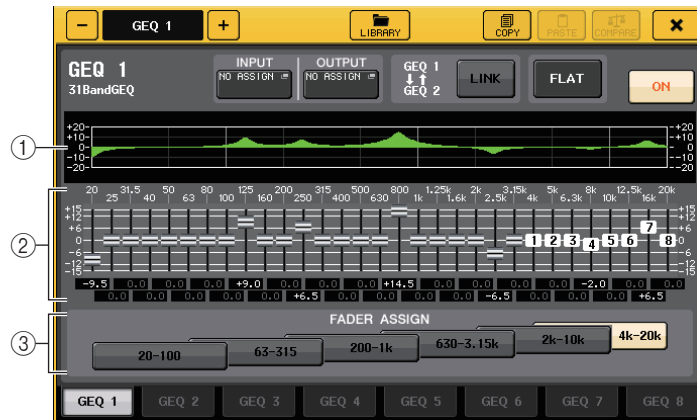 − GEQ 1 + LIBRARY COPY PASTE COMPARE ×
GEQ 1
31BandGEQ
INPUT OUTPUT
NO ASSIGN NO ASSIGN
GEQ 1
↓↑
GEQ 2
LINK
FLAT
ON
①
+20 +20
+10 +10
0 0
-10 -10
-20 -20
②
20 31.5 50 80 125 200 315 500 800 1.25k 2k 3.15k 5k 8k 12.5k 20k
25 40 63 100 160 250 400 630 1k 1.6k 2.5k 4k 6.3k 10k 16k
+15 +15
+12 +12
+6 +6
0 0
-6 -6
-12 -12
-15 -15
1 2 3 4 5 6 7 8
-9.5 0.0 0.0 0.0 +9.0 0.0 0.0 0.0 +14.5 0.0 0.0 0.0 0.0 -2.0 0.0 0.0
0.0 0.0 0.0 0.0 0.0 +6.5 0.0 0.0 0.0 0.0 -6.5 0.0 0.0 0.0 +6.5
③
FADER ASSIGN
20-100 63-315 200-1k 630-3.15k 2k-10k 4k-20k
GEQ 1 GEQ 2 GEQ 3 GEQ 4 GEQ 5 GEQ 6 GEQ 7 GEQ 8